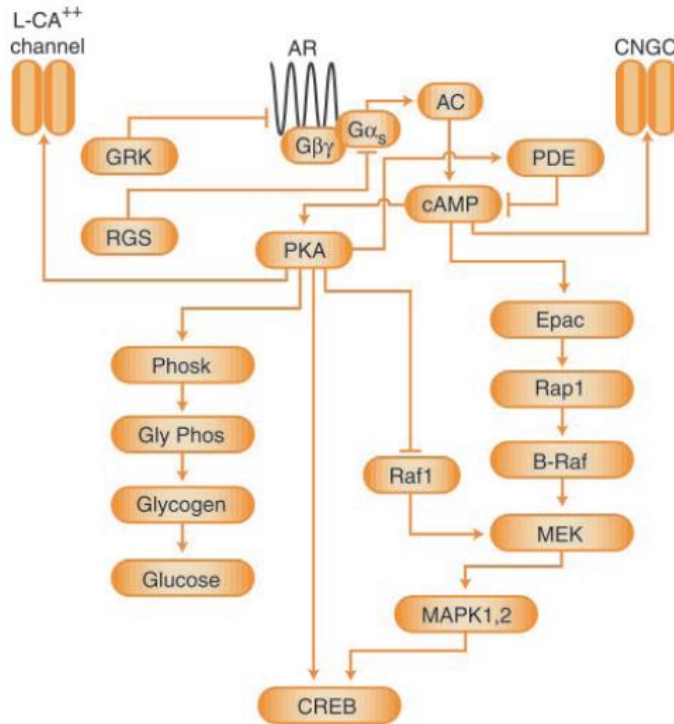 L-CA++
channel
AR
CNGC
AC
Gαs
Gβγ
GRK
PDE
cAMP
RGS
PKA
Epac
Phosk
Rap1
Gly Phos
B-Raf
Raf1
Glycogen
MEK
Glucose
MAPK1,2
CREB